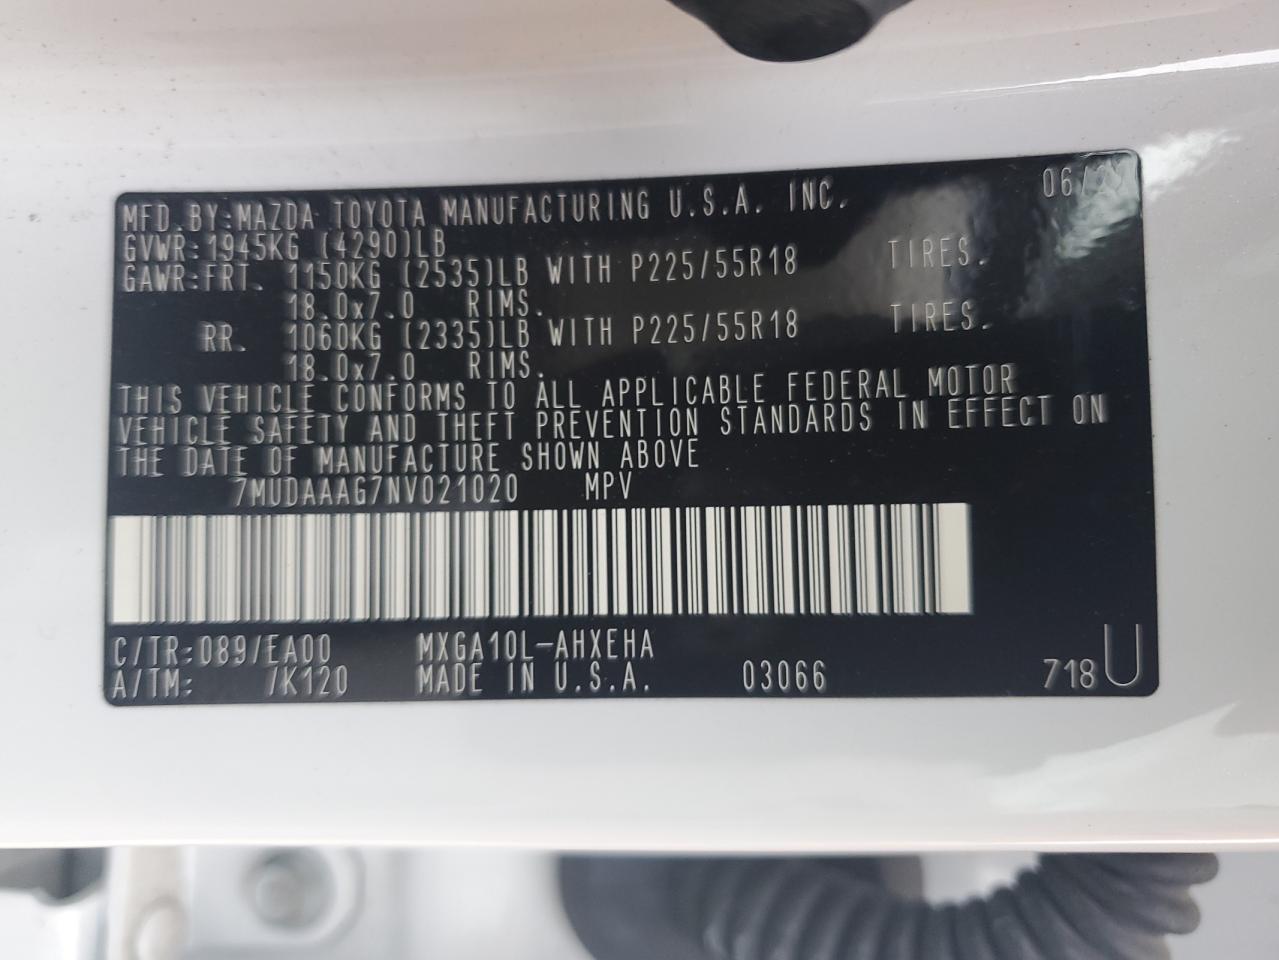 MFD.BY:MAZDA TOYOTA MANUFACTURING U.S.A. INC. 06/22
GVWR:1945KG (4290)LB
GAWR:FRT. 1150KG (2535)LB WITH P225/55R18 TIRES.
18.0x7.0 RIMS.
RR. 1060KG (2335)LB WITH P225/55R18 TIRES.
18.0x7.0 RIMS.
THIS VEHICLE CONFORMS TO ALL APPLICABLE FEDERAL MOTOR
VEHICLE SAFETY AND THEFT PREVENTION STANDARDS IN EFFECT ON
THE DATE OF MANUFACTURE SHOWN ABOVE
7MUDAAAG7NV021020 MPV
C/TR:089/EA00 MXGA10L-AHXEHA
A/TM: /K120 MADE IN U.S.A. 03066 718U